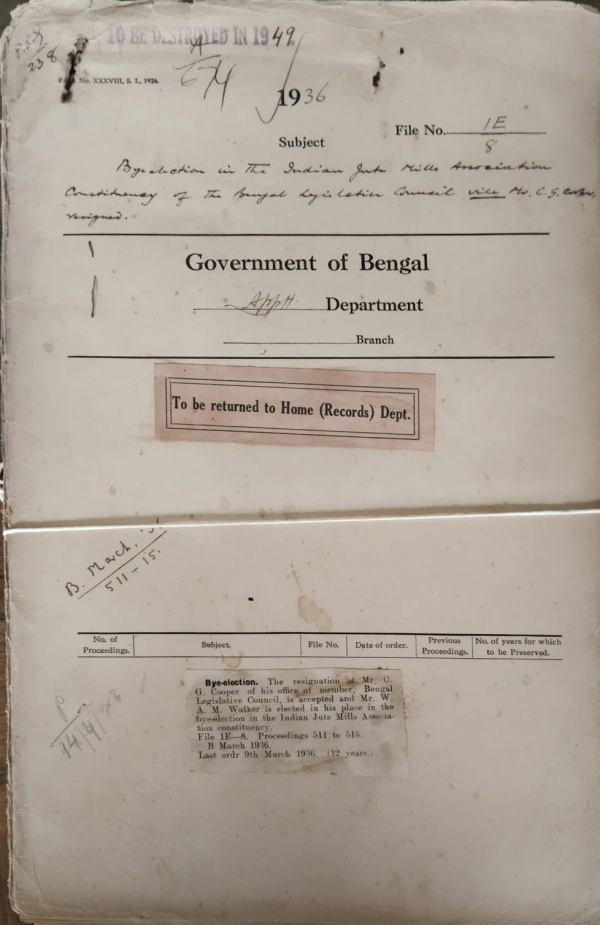 TO BE DESTROYED IN 1949
238
No. XXXVIII, S. I., 1926.
1936
File No. 1E
8
Subject
Bye-election in the Indian Jute Mills Association
Constituency of the Bengal Legislative Council vice Mr. C. G. Cooper,
resigned.
Government of Bengal
Apptt. Department
Branch
To be returned to Home (Records) Dept.
B. March,
511-15.
No. of Proceedings. Subject. File No. Date of order. Previous Proceedings. No. of years for which to be Preserved.
Bye-election. The resignation of Mr. C.
G. Cooper of his office of member, Bengal
Legislative Council, is accepted and Mr. W.
A. M. Walker is elected in his place in the
bye-election in the Indian Jute Mills Associa-
tion constituency.
File 1E—8, Proceedings 511 to 515.
B March 1936.
Last ordr 9th March 1936. (12 years.)
14/4/36